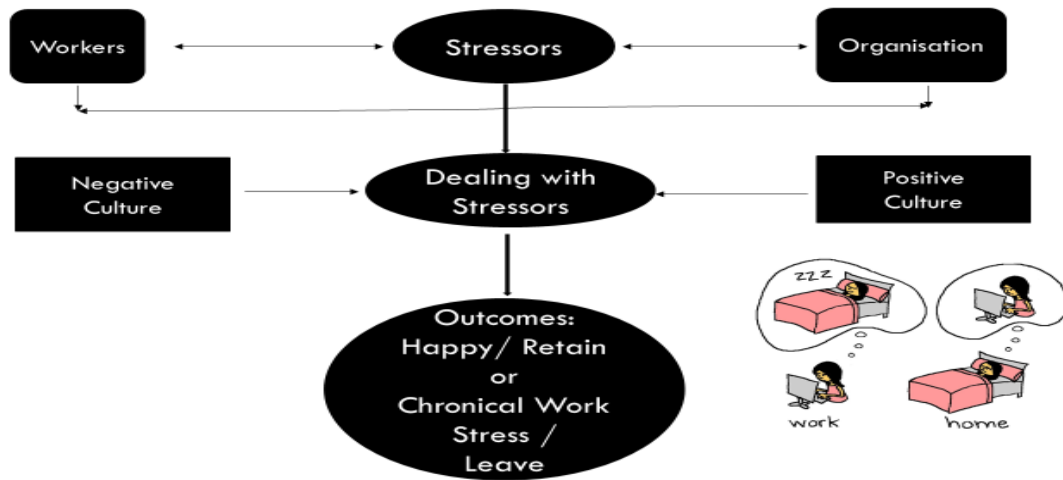 Workers
Stressors
Organisation
Negative
Culture
Dealing with
Stressors
Positive
Culture
Outcomes:
Happy/ Retain
or
Chronical Work
Stress /
Leave
zzz
work
home